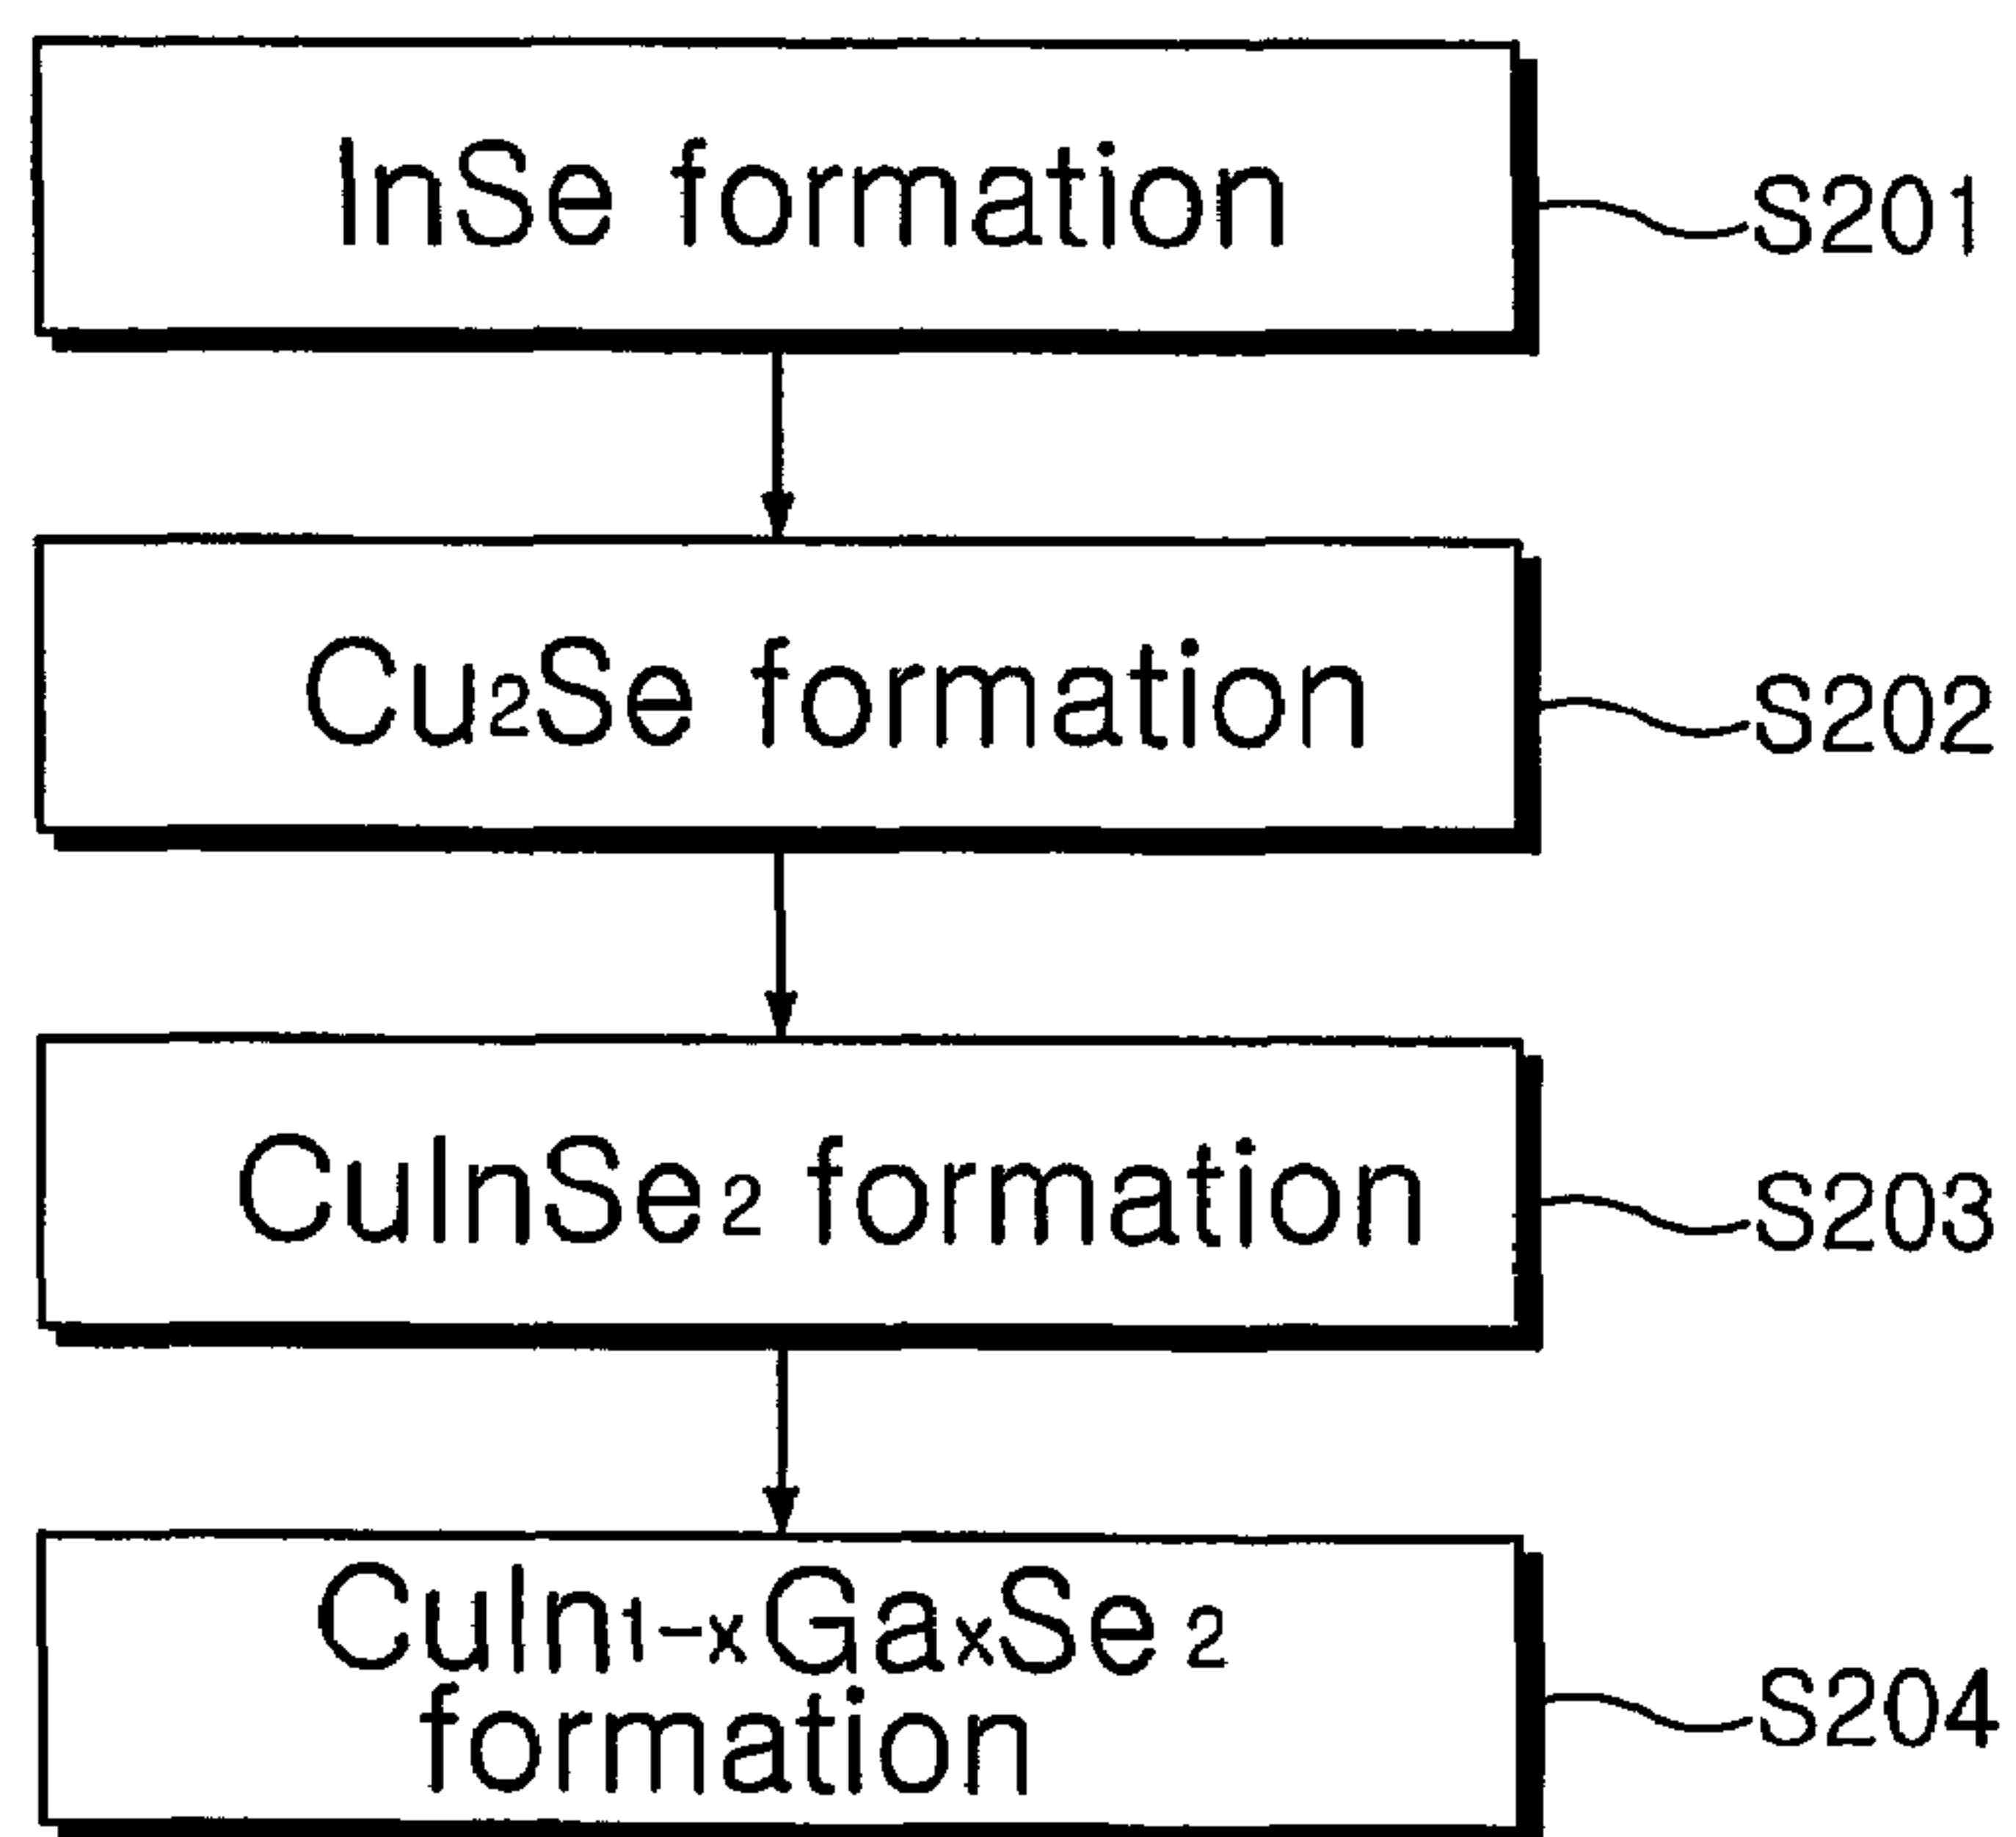 InSe formation
S201
Cu₂Se formation
S202
CuInSe₂ formation
S203
CuIn₁₋ₓGaₓSe₂
formation
S204